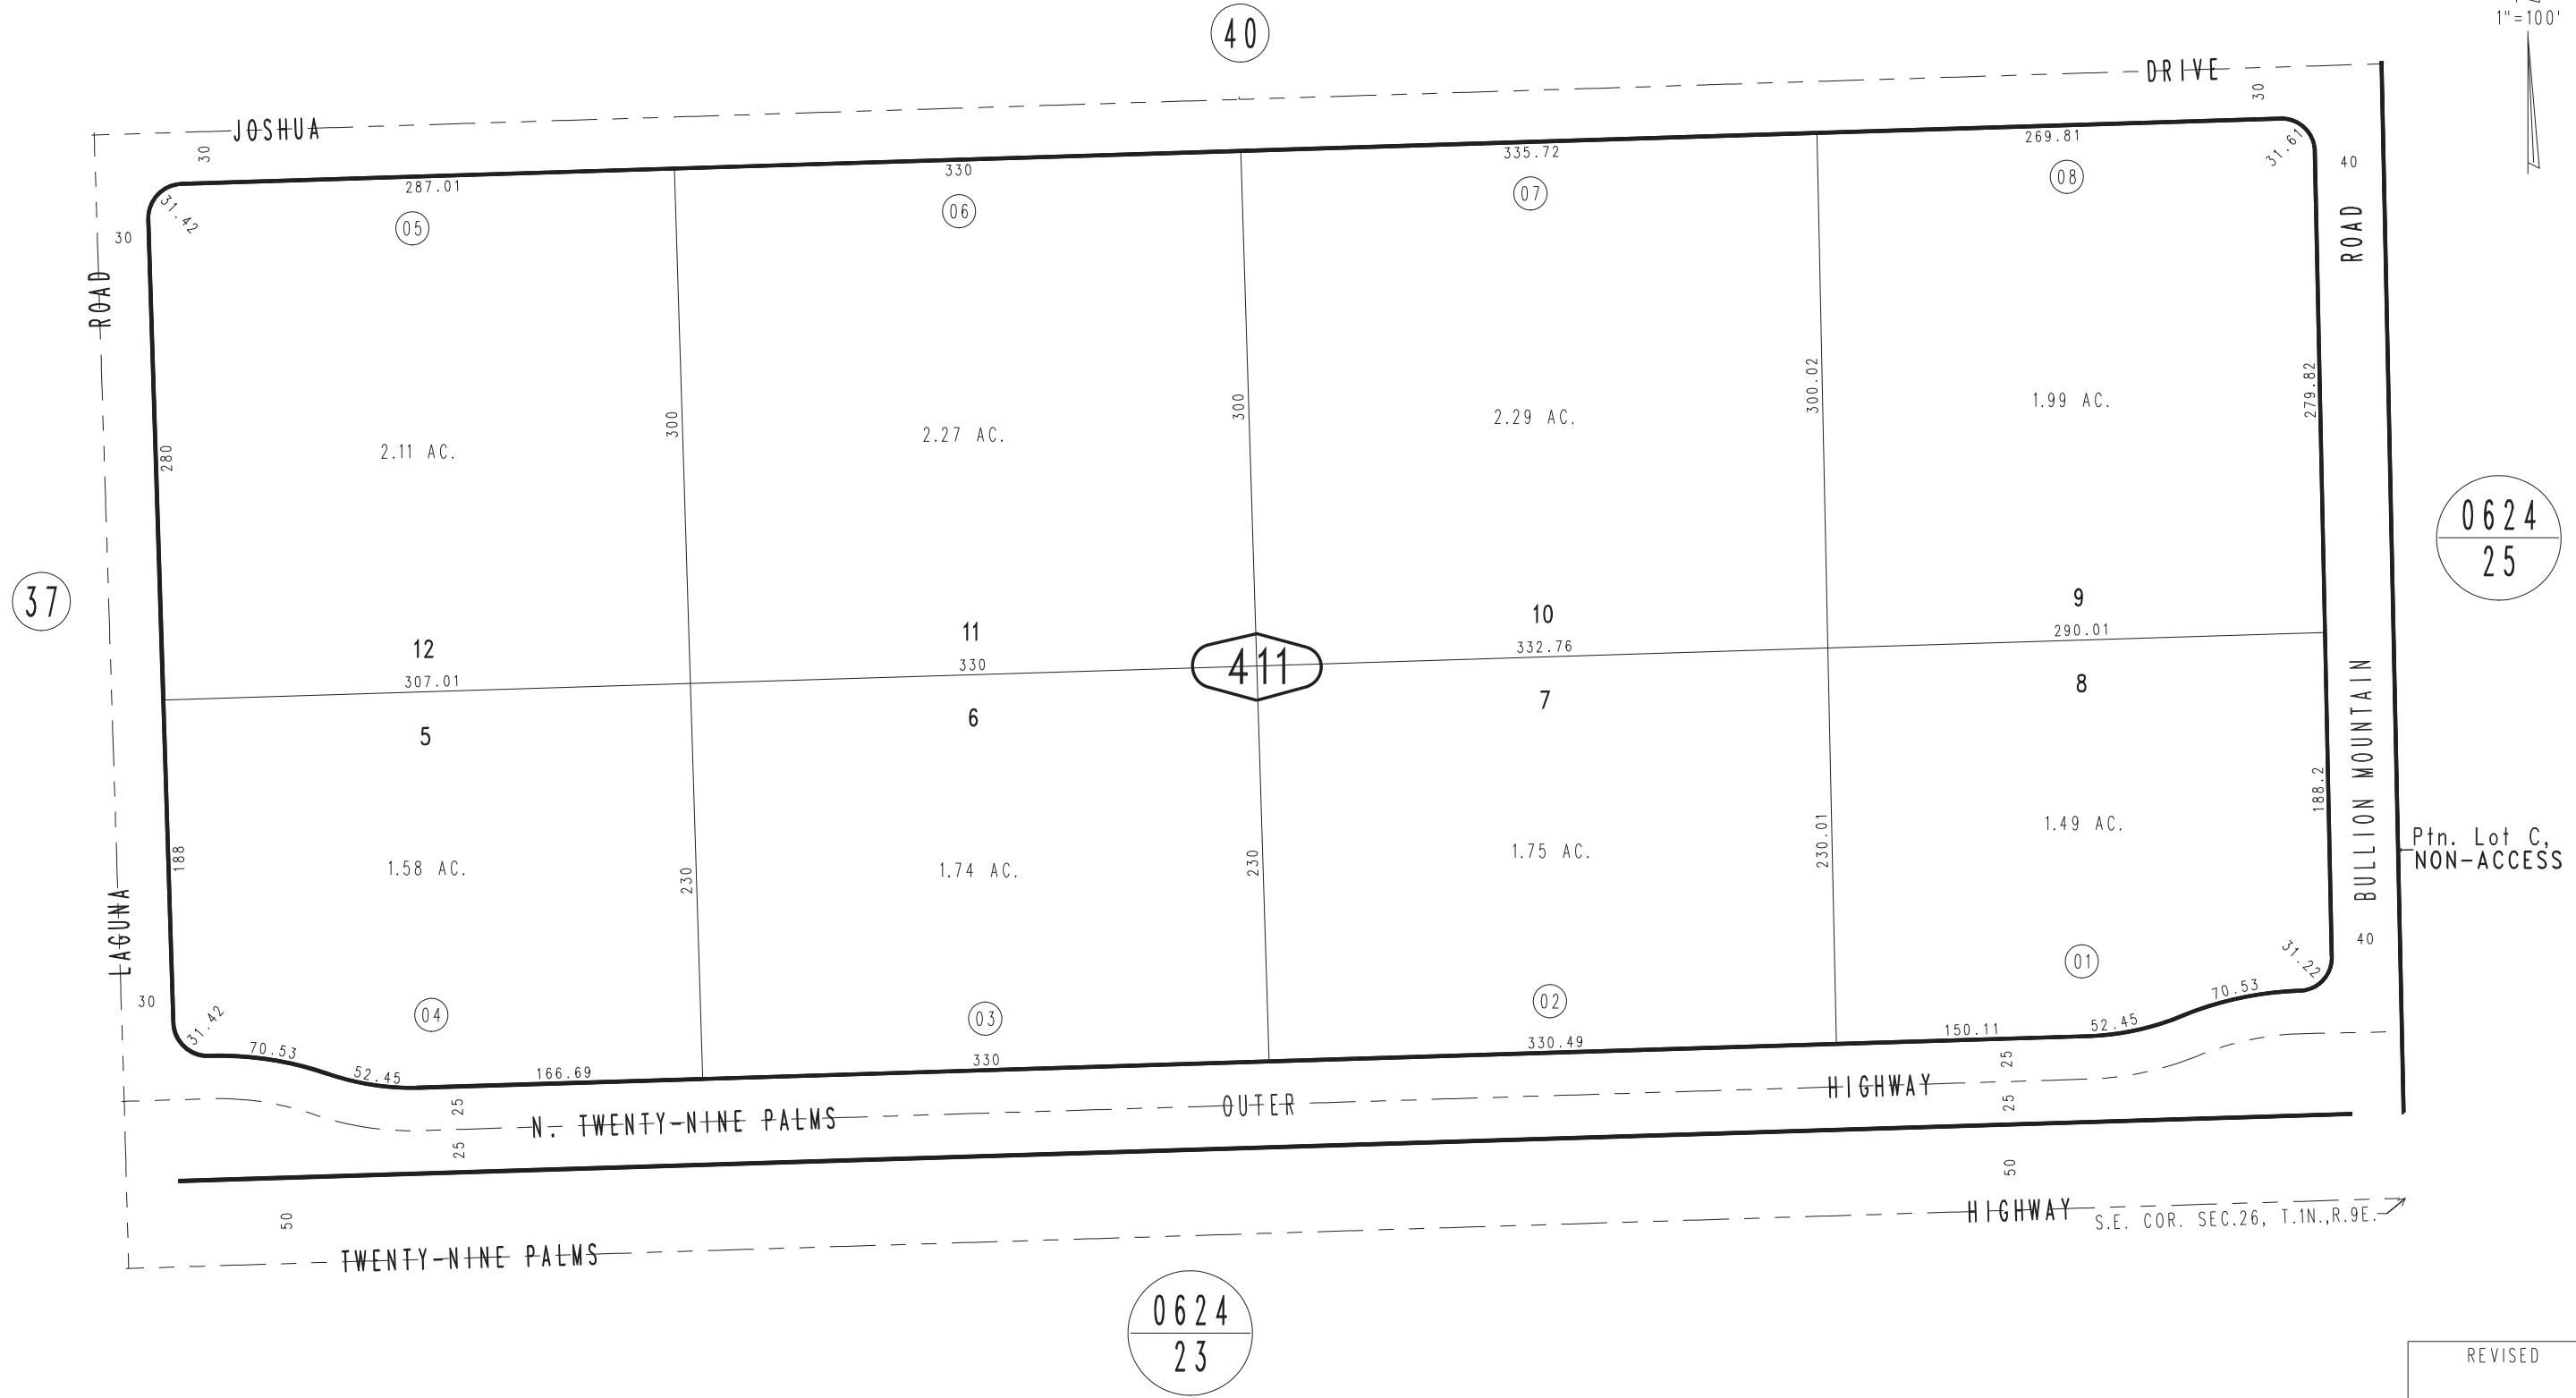 40
1"=100'
JOSHUA
DRIVE
30
30
287.01
330
335.72
269.81
31.42
31.61
40
30
05
06
07
08
ROAD
ROAD
280
300
300
300.02
279.82
2.11 AC.
2.27 AC.
2.29 AC.
1.99 AC.
0624
25
37
12
11
10
9
307.01
330
411
332.76
290.01
5
6
7
8
BULLION MOUNTAIN
188
230
230
230.01
188.2
1.58 AC.
1.74 AC.
1.75 AC.
1.49 AC.
Ptn. Lot C,
NON-ACCESS
LAGUNA
40
30
04
03
02
01
31.42
70.53
52.45
166.69
330
330.49
150.11
52.45
70.53
31.22
25
25
25
25
N. TWENTY-NINE PALMS
OUTER
HIGHWAY
50
50
TWENTY-NINE PALMS
HIGHWAY
S.E. COR. SEC.26, T.1N.,R.9E.
0624
23
REVISED